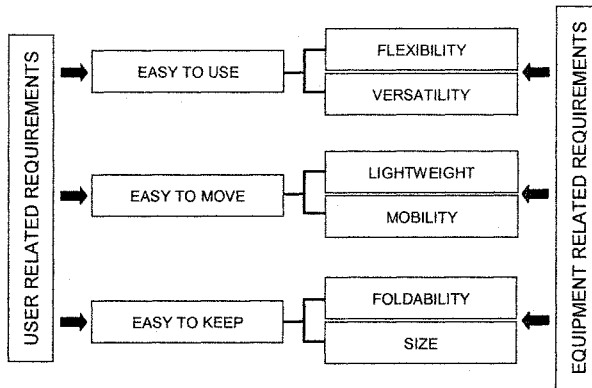 USER RELATED REQUIREMENTS
EASY TO USE
FLEXIBILITY
VERSATILITY
EASY TO MOVE
LIGHTWEIGHT
MOBILITY
EASY TO KEEP
FOLDABILITY
SIZE
EQUIPMENT RELATED REQUIREMENTS